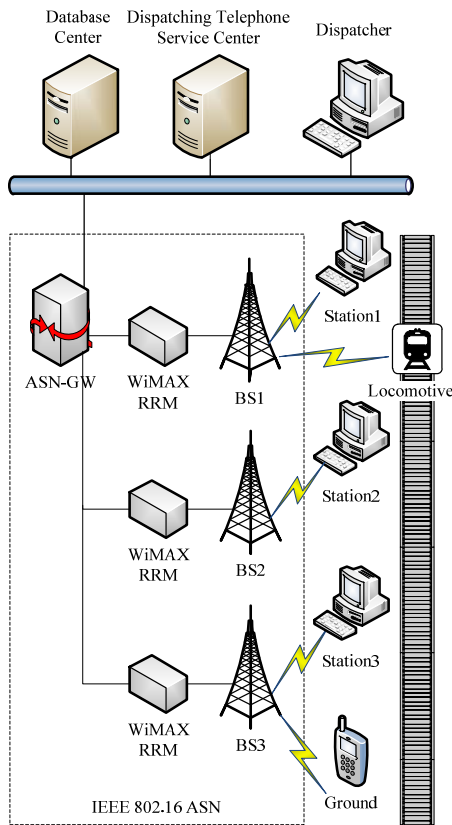 Database
Center
Dispatching Telephone
Service Center
Dispatcher
Station1
ASN-GW
WiMAX
RRM
BS1
Locomotive
WiMAX
RRM
BS2
Station2
WiMAX
RRM
BS3
Station3
Ground
IEEE 802.16 ASN